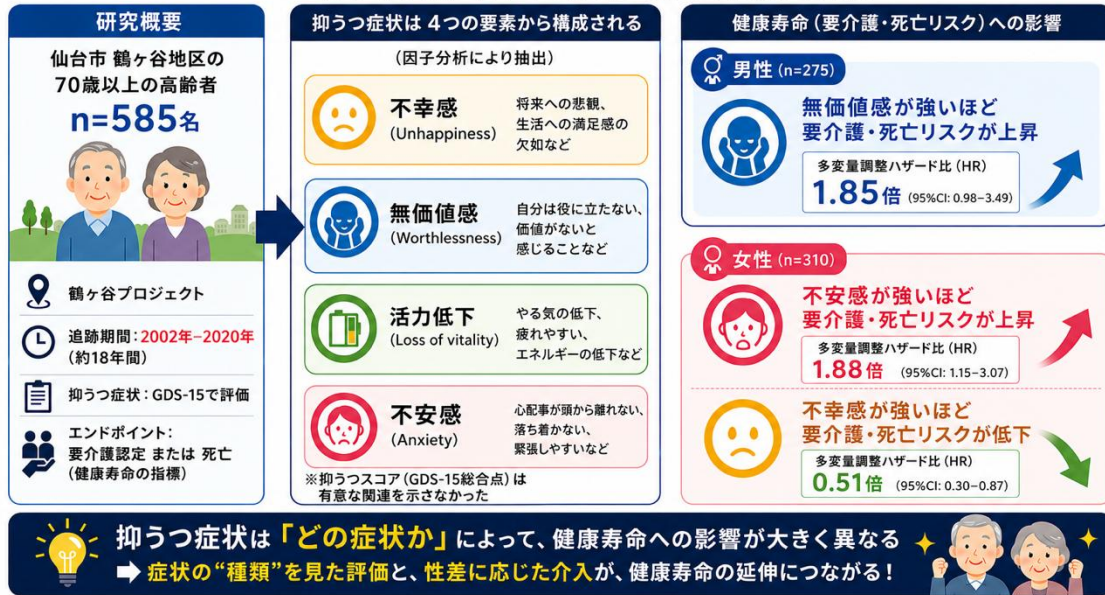 研究概要
仙台市 鶴ヶ谷地区の
70歳以上の高齢者
n=585名
鶴ヶ谷プロジェクト
追跡期間:2002年–2020年
(約18年間)
抑うつ症状:GDS-15で評価
エンドポイント:
要介護認定 または 死亡
(健康寿命の指標)
抑うつ症状は 4つの要素から構成される
(因子分析により抽出)
不幸感
(Unhappiness)
将来への悲観、
生活への満足感の
欠如など
無価値感
(Worthlessness)
自分は役に立たない、
価値がないと
感じることなど
活力低下
(Loss of vitality)
やる気の低下、
疲れやすい、
エネルギーの低下など
不安感
(Anxiety)
心配事が頭から離れない、
落ち着かない、
緊張しやすいなど
※抑うつスコア(GDS-15総合点)は
有意な関連を示さなかった
健康寿命(要介護・死亡リスク)への影響
男性(n=275)
無価値感が強いほど
要介護・死亡リスクが上昇
多変量調整ハザード比(HR)
1.85倍 (95%CI: 0.98–3.49)
女性(n=310)
不安感が強いほど
要介護・死亡リスクが上昇
多変量調整ハザード比(HR)
1.88倍 (95%CI: 1.15–3.07)
不幸感が強いほど
要介護・死亡リスクが低下
多変量調整ハザード比(HR)
0.51倍 (95%CI: 0.30–0.87)
抑うつ症状は「どの症状か」によって、健康寿命への影響が大きく異なる
➡ 症状の“種類”を見た評価と、性差に応じた介入が、健康寿命の延伸につながる!